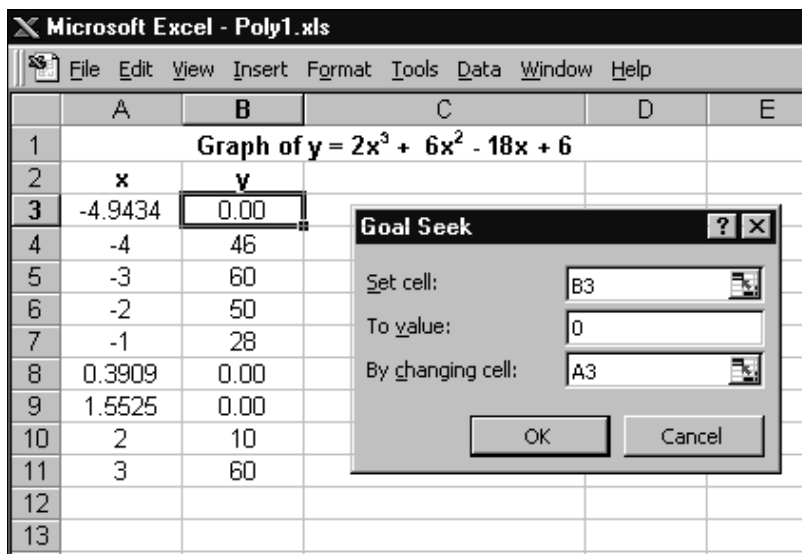 Microsoft Excel - Poly1.xls
File Edit View Insert Format Tools Data Window Help
A B C D E
1 Graph of y = 2x³ + 6x² - 18x + 6
2 x y
3 -4.9434 0.00
4 -4 46
5 -3 60
6 -2 50
7 -1 28
8 0.3909 0.00
9 1.5525 0.00
10 2 10
11 3 60
12
13
Goal Seek
Set cell: B3
To value: 0
By changing cell: A3
OK Cancel